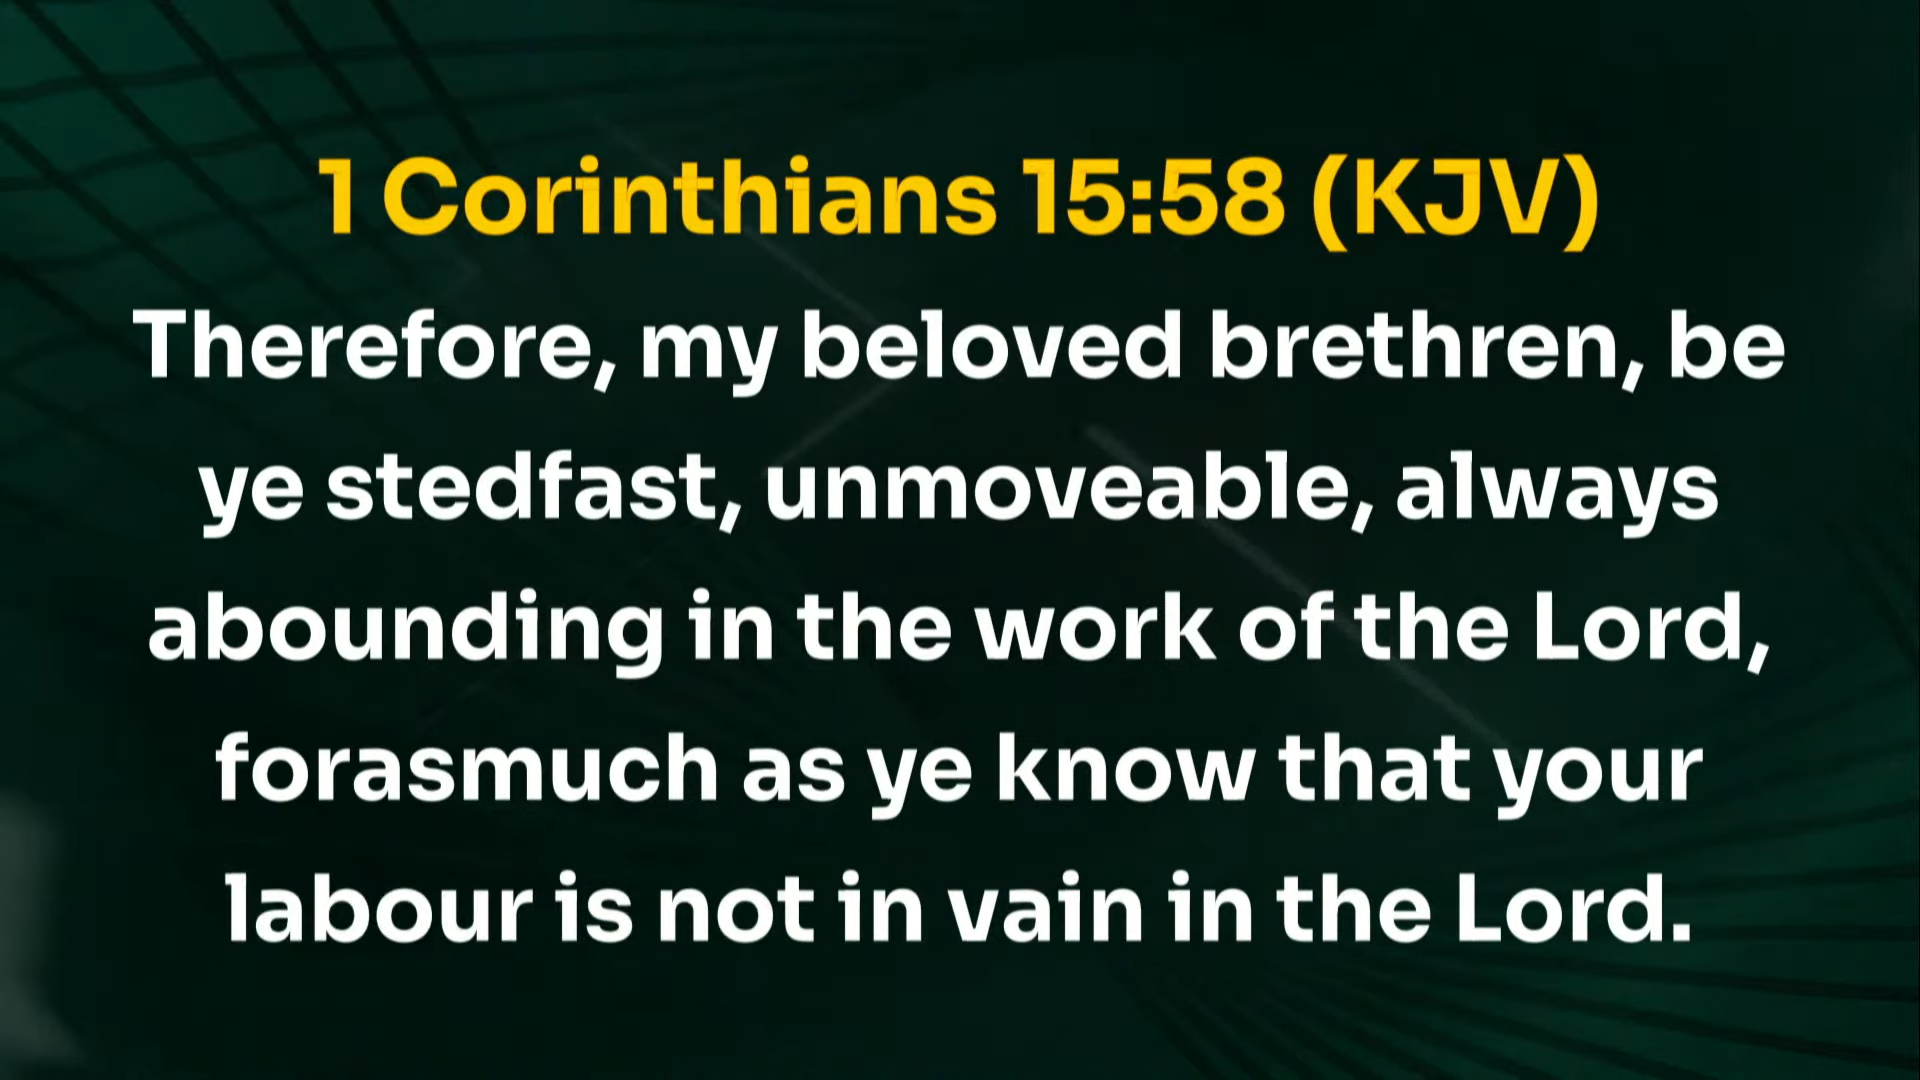 1 Corinthians 15:58 (KJV)
Therefore, my beloved brethren, be
ye stedfast, unmoveable, always
abounding in the work of the Lord,
forasmuch as ye know that your
labour is not in vain in the Lord.